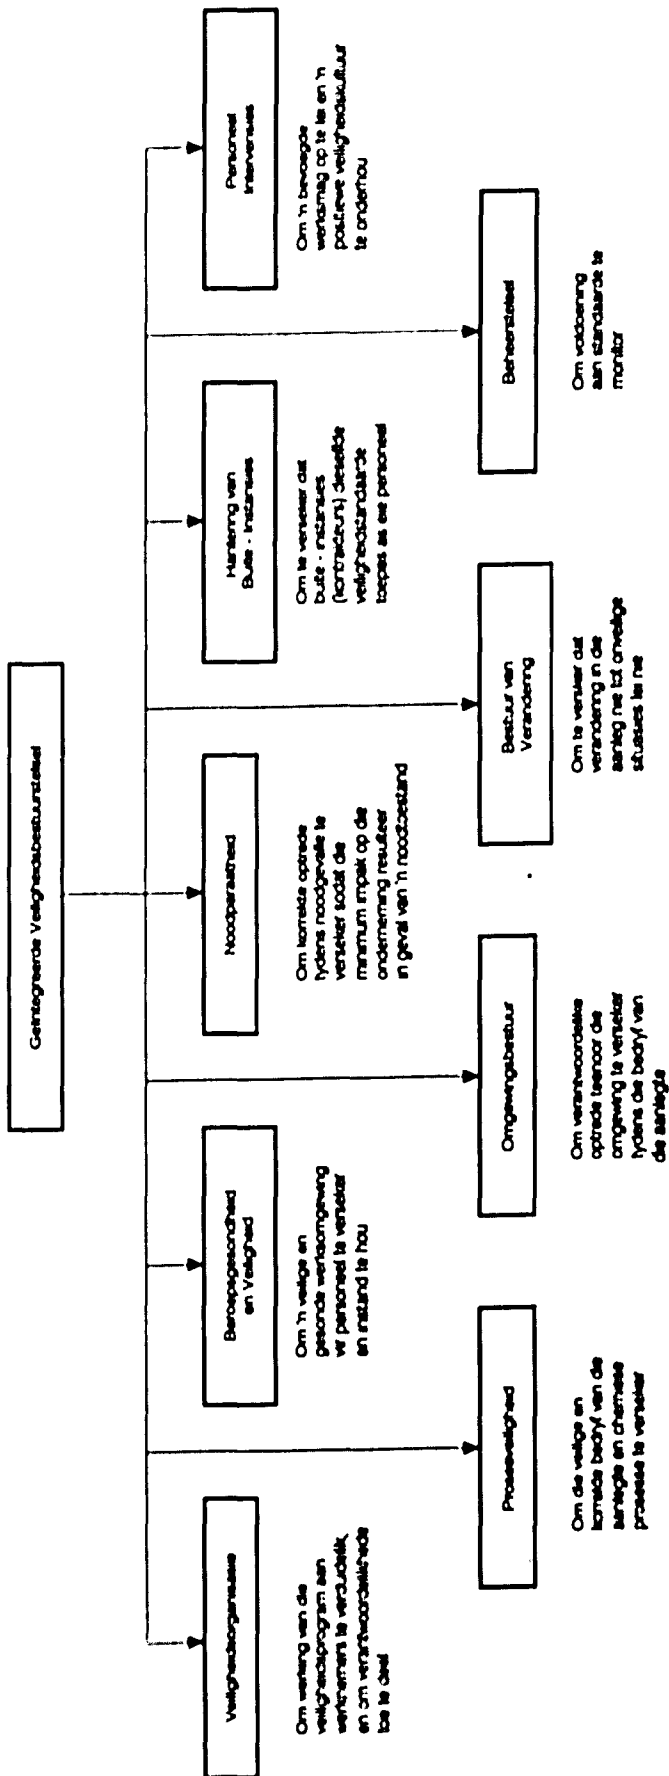 Geïntegreerde Veiligheidsbestuurstelsel
Veiligheidsorganisasie
Om werking van die
veiligheidsprogram aan
werknemers te verduidelik,
en om verantwoordelikhede
toe te deel
Beroepsgesondheid
en Veiligheid
Om 'n veilige en
gesonde werksomgewing
vir personeel te verseker
en instand te hou
Noodparaatheid
Om korrekte optrede
tydens noodgevalle te
verseker sodat die
minimum impak op die
onderneming resulteer
in geval van 'n noodtoestand
Hantering van
Buite - Instansies
Om te verseker dat
buite - instansies
(kontrakteurs) dieselfde
veiligheidstandaarde
toepas as eie personeel
Personeel
Intervensies
Om 'n bevoegde
werksmag op te lei en 'n
positiewe veiligheidskultuur
te onderhou
Prosesveiligheid
Om die veilige en
korrekte bedryf van die
aanlegte en chemiese
prosesse te verseker
Omgewingsbestuur
Om verantwoordelike
optrede teenoor die
omgewing te verseker
tydens die bedryf van
die aanlegte
Bestuur van
Verandering
Om te verseker dat
verandering in die
aanleg nie tot onveilige
situasies lei nie
Beheerstelsel
Om voldoening
aan standaarde te
monitor